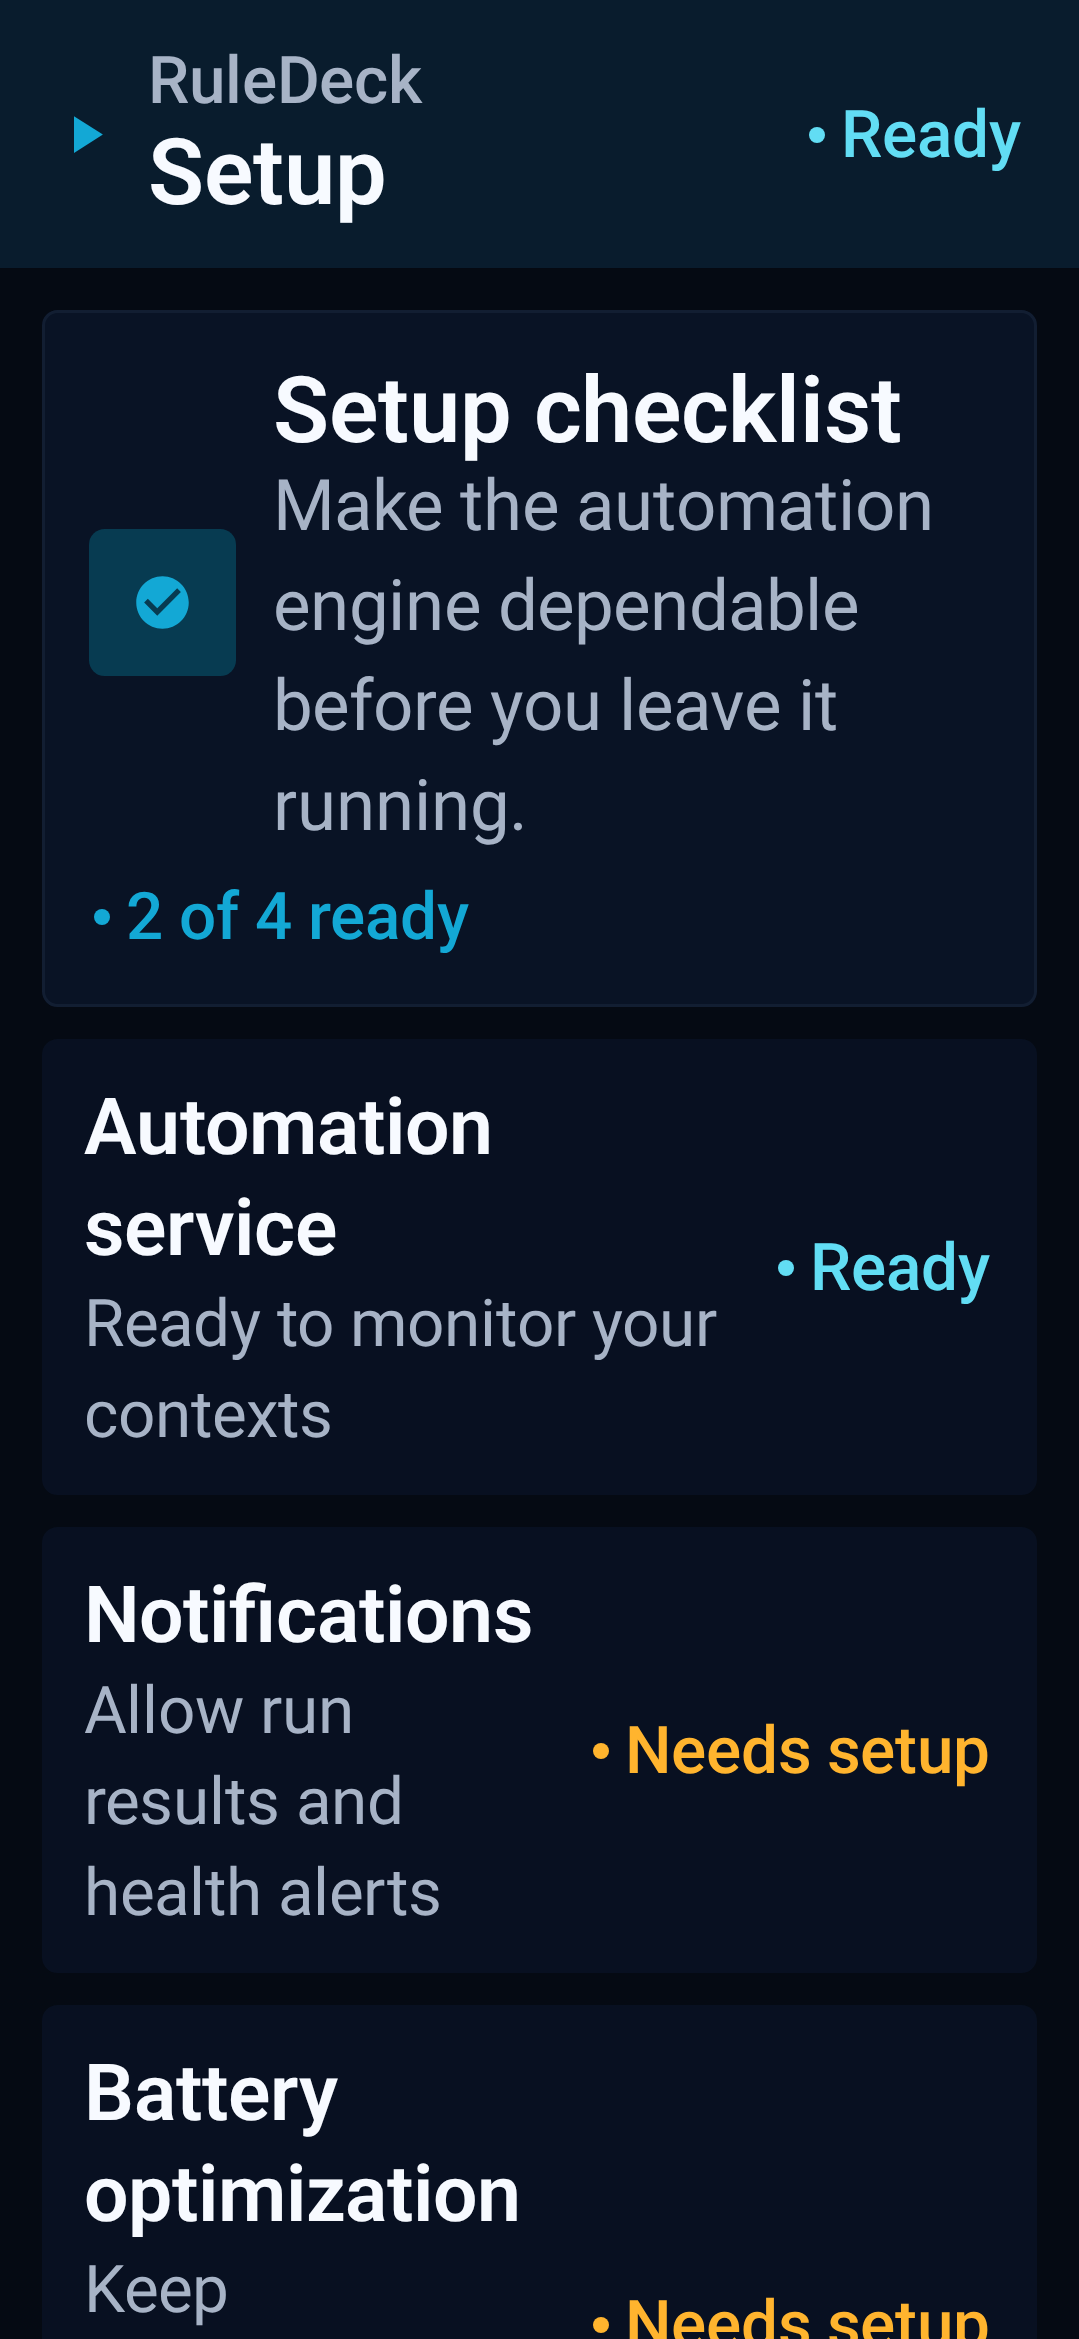 RuleDeck
Setup
• Ready
Setup checklist
Make the automation
engine dependable
before you leave it
running.
• 2 of 4 ready
Automation
service
Ready to monitor your
contexts
• Ready
Notifications
Allow run
results and
health alerts
• Needs setup
Battery
optimization
Keep
• Needs setup